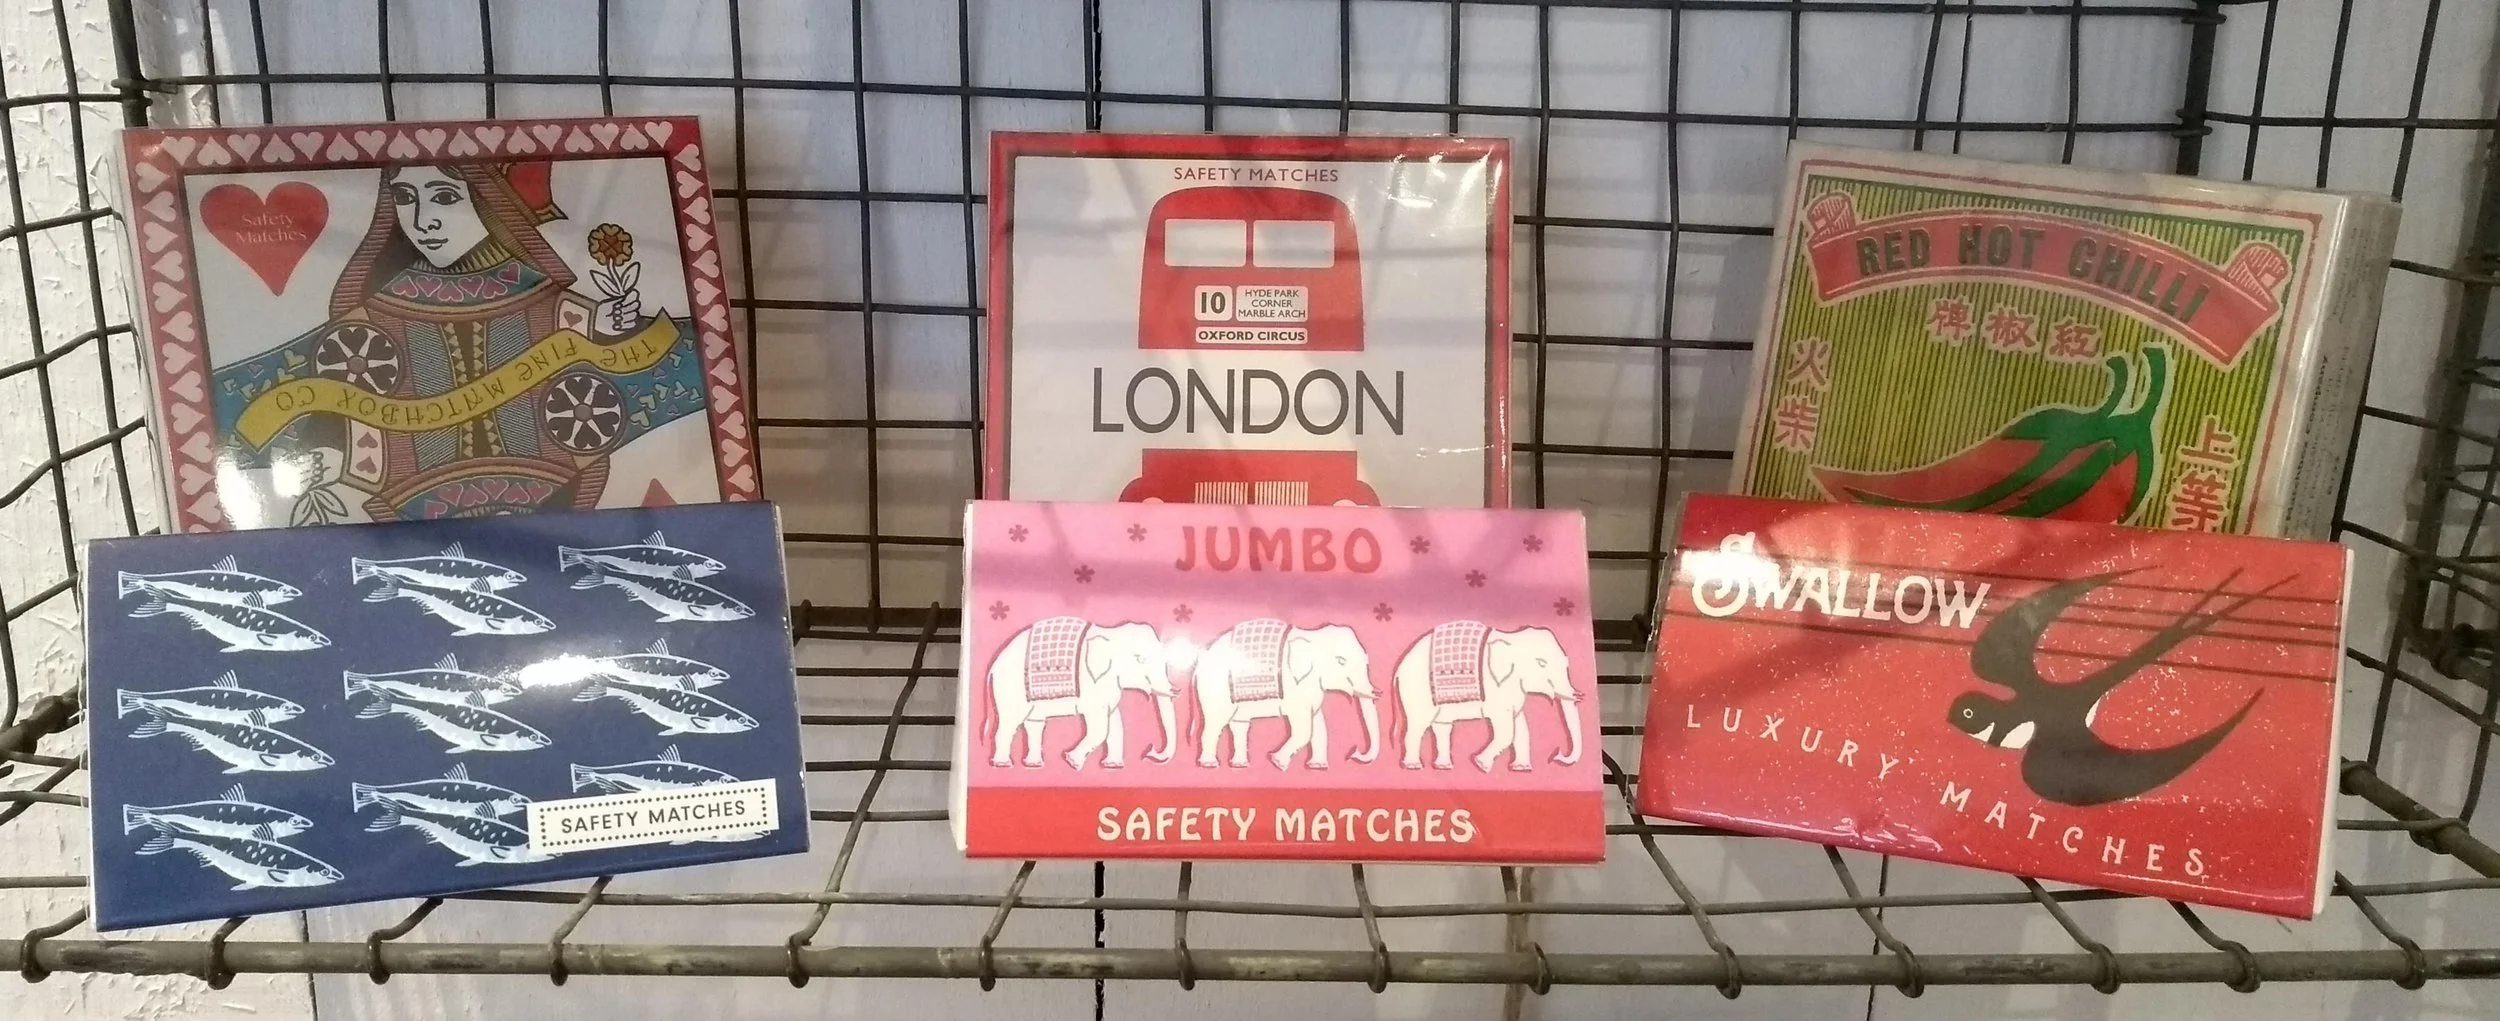 Safety
Matches
THE FINE MATCHBOX CO
SAFETY MATCHES
10
HYDE PARK
CORNER
MARBLE ARCH
OXFORD CIRCUS
LONDON
RED HOT CHILLI
紅椒牌
上等
火柴
SAFETY MATCHES
JUMBO
SAFETY MATCHES
SWALLOW
LUXURY MATCHES